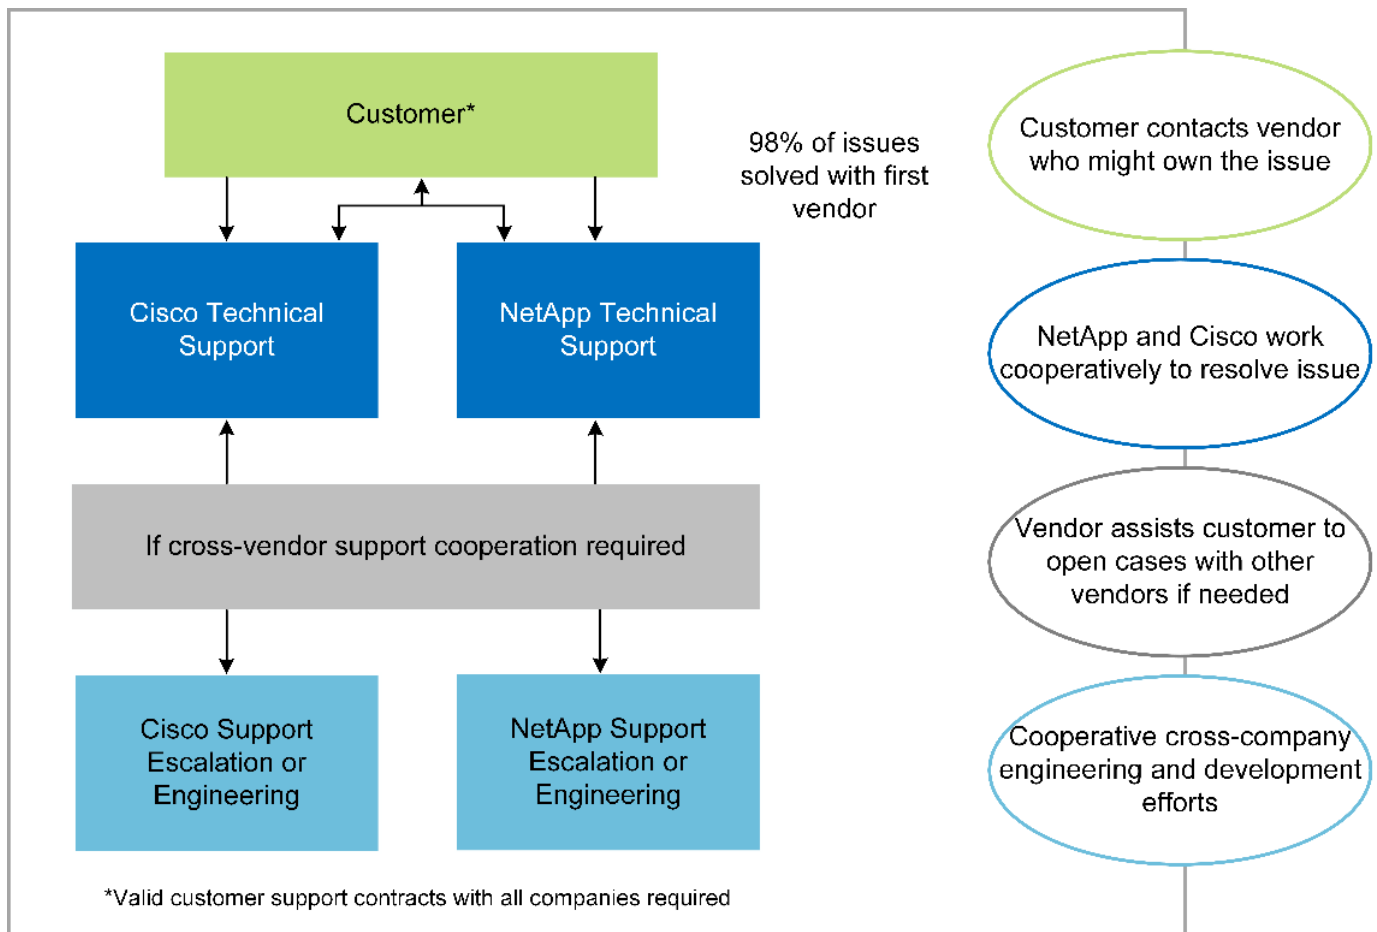 Customer*
98% of issues
solved with first
vendor
Customer contacts vendor
who might own the issue
Cisco Technical
Support
NetApp Technical
Support
NetApp and Cisco work
cooperatively to resolve issue
If cross-vendor support cooperation required
Vendor assists customer to
open cases with other
vendors if needed
Cisco Support
Escalation or
Engineering
NetApp Support
Escalation or
Engineering
Cooperative cross-company
engineering and development
efforts
*Valid customer support contracts with all companies required